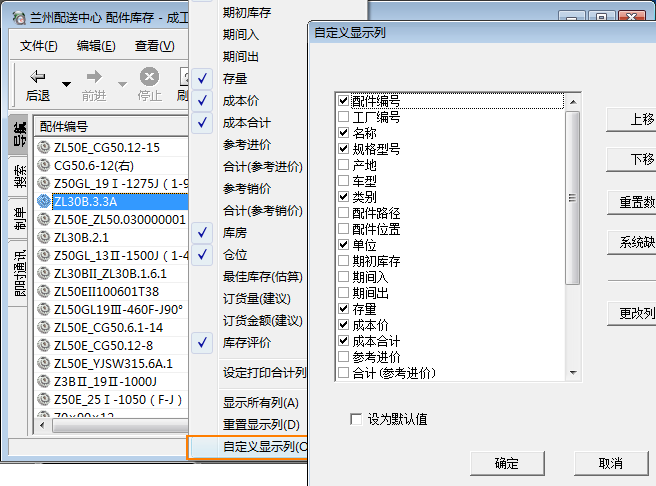 兰州配送中心 配件库存 - 成工
文件(F) 编辑(E) 查看(V)
后退 前进 停止 刷
导航
搜索
制单
即时通讯
配件编号
ZL50E_CG50.12-15
CG50.6-12(右)
Z50GL_19Ⅰ-1275J（1-9
ZL30B.3.3A
ZL50E_ZL50.030000001
ZL30B.2.1
Z50GL_13Ⅱ-1500J（1-4
ZL30BII_ZL30B.1.6.1
ZL50EII100601T38
ZL50GL19Ⅲ-460F-J90°
ZL50E_CG50.6.1-14
ZL50E_CG50.12-8
ZL50E_YJSW315.6A.1
Z3BⅡ_19Ⅱ-1000J
Z50E_25Ⅰ-1050（F-J）
70×90×12
期初库存
期间入
期间出
存量
成本价
成本合计
参考进价
合计(参考进价)
参考销价
合计(参考销价)
库房
仓位
最佳库存(估算)
订货量(建议)
订货金额(建议)
库存评价
设定打印合计列
显示所有列(A)
重置显示列(D)
自定义显示列(C
自定义显示列
配件编号
工厂编号
名称
规格型号
产地
车型
类别
配件路径
配件位置
单位
期初库存
期间入
期间出
存量
成本价
成本合计
参考进价
合计(参考进价)
上移
下移
重置数
系统缺
更改列
设为默认值
确定 取消